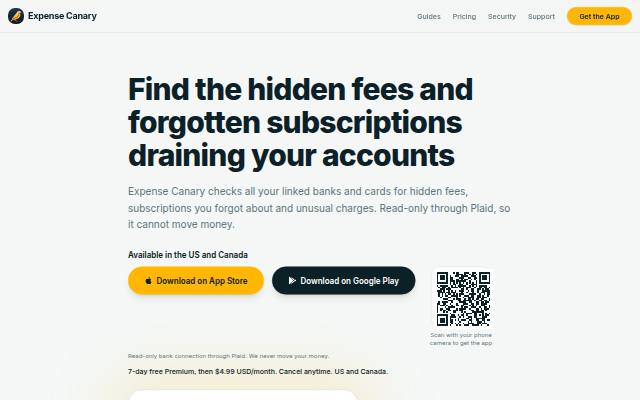 Expense Canary
Guides
Pricing
Security
Support
Get the App
Find the hidden fees and
forgotten subscriptions
draining your accounts
Expense Canary checks all your linked banks and cards for hidden fees,
subscriptions you forgot about and unusual charges. Read-only through Plaid, so
it cannot move money.
Available in the US and Canada
Download on App Store
Download on Google Play
Scan with your phone
camera to get the app
Read-only bank connection through Plaid. We never move your money.
7-day free Premium, then $4.99 USD/month. Cancel anytime. US and Canada.